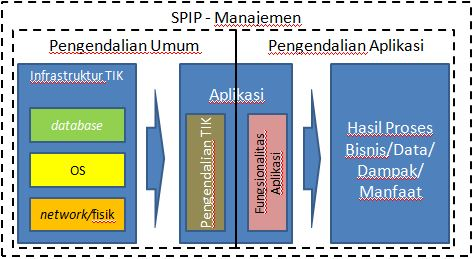 SPIP - Manajemen
Pengendalian Umum
Pengendalian Aplikasi
Infrastruktur TIK
database
OS
network/fisik
Aplikasi
Pengendalian TIK
Fungsionalitas
Aplikasi
Hasil Proses
Bisnis/Data/
Dampak/
Manfaat